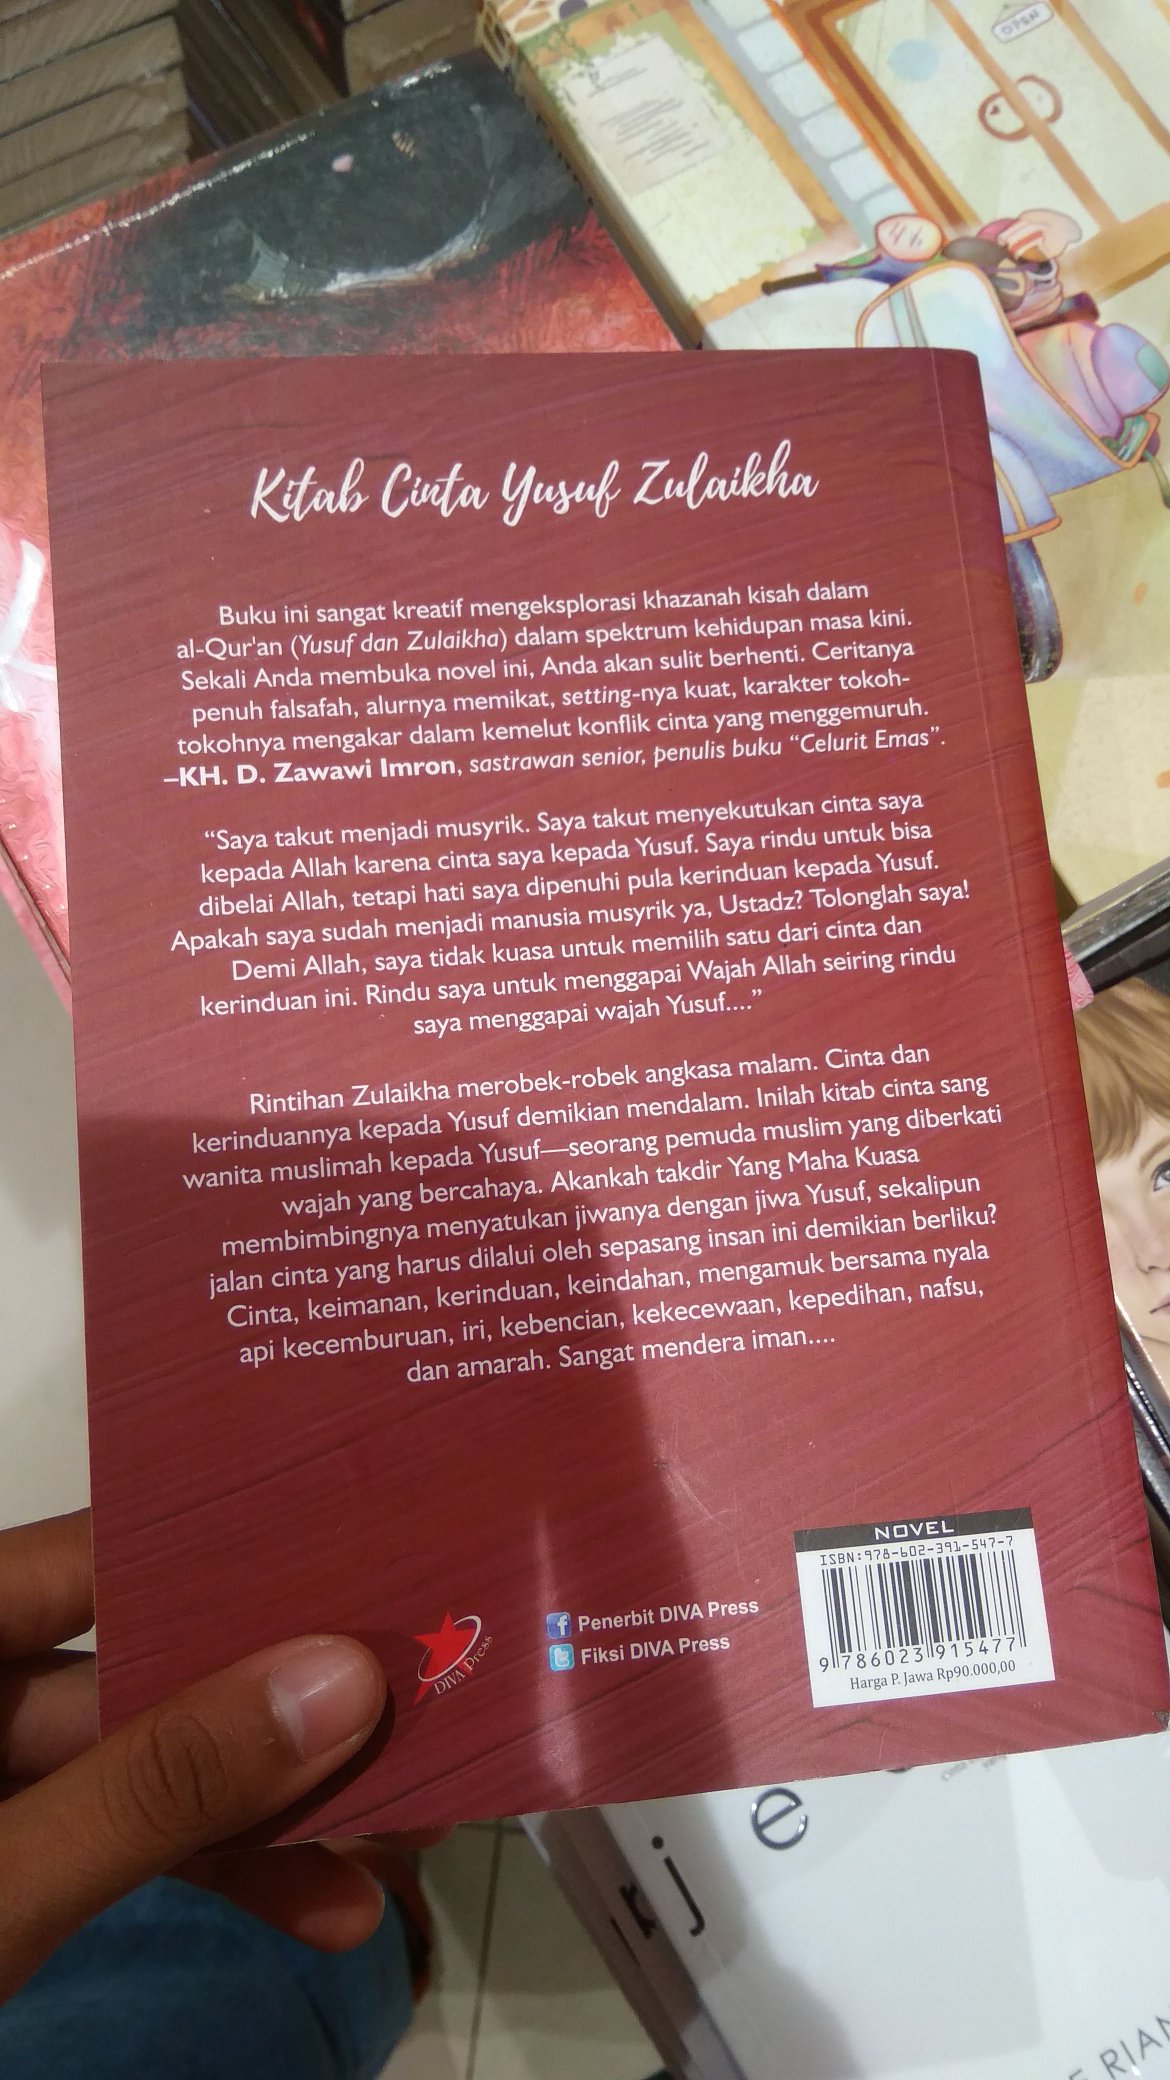 OPEN
Kitab Cinta Yusuf Zulaikha
Buku ini sangat kreatif mengeksplorasi khazanah kisah dalam
al-Qur'an (Yusuf dan Zulaikha) dalam spektrum kehidupan masa kini.
Sekali Anda membuka novel ini, Anda akan sulit berhenti. Ceritanya
penuh falsafah, alurnya memikat, setting-nya kuat, karakter tokoh-
tokohnya mengakar dalam kemelut konflik cinta yang menggemuruh.
–KH. D. Zawawi Imron, sastrawan senior, penulis buku “Celurit Emas”.
“Saya takut menjadi musyrik. Saya takut menyekutukan cinta saya
kepada Allah karena cinta saya kepada Yusuf. Saya rindu untuk bisa
dibelai Allah, tetapi hati saya dipenuhi pula kerinduan kepada Yusuf.
Apakah saya sudah menjadi manusia musyrik ya, Ustadz? Tolonglah saya!
Demi Allah, saya tidak kuasa untuk memilih satu dari cinta dan
kerinduan ini. Rindu saya untuk menggapai Wajah Allah seiring rindu
saya menggapai wajah Yusuf....”
Rintihan Zulaikha merobek-robek angkasa malam. Cinta dan
kerinduannya kepada Yusuf demikian mendalam. Inilah kitab cinta sang
wanita muslimah kepada Yusuf—seorang pemuda muslim yang diberkati
wajah yang bercahaya. Akankah takdir Yang Maha Kuasa
membimbingnya menyatukan jiwanya dengan jiwa Yusuf, sekalipun
jalan cinta yang harus dilalui oleh sepasang insan ini demikian berliku?
Cinta, keimanan, kerinduan, keindahan, mengamuk bersama nyala
api kecemburuan, iri, kebencian, kekecewaan, kepedihan, nafsu,
dan amarah. Sangat mendera iman....
NOVEL
ISBN:978-602-391-547-7
9 786023 915477
Harga P. Jawa Rp90.000,00
DIVA Press
Penerbit DIVA Press
Fiksi DIVA Press
e
j
RIAN